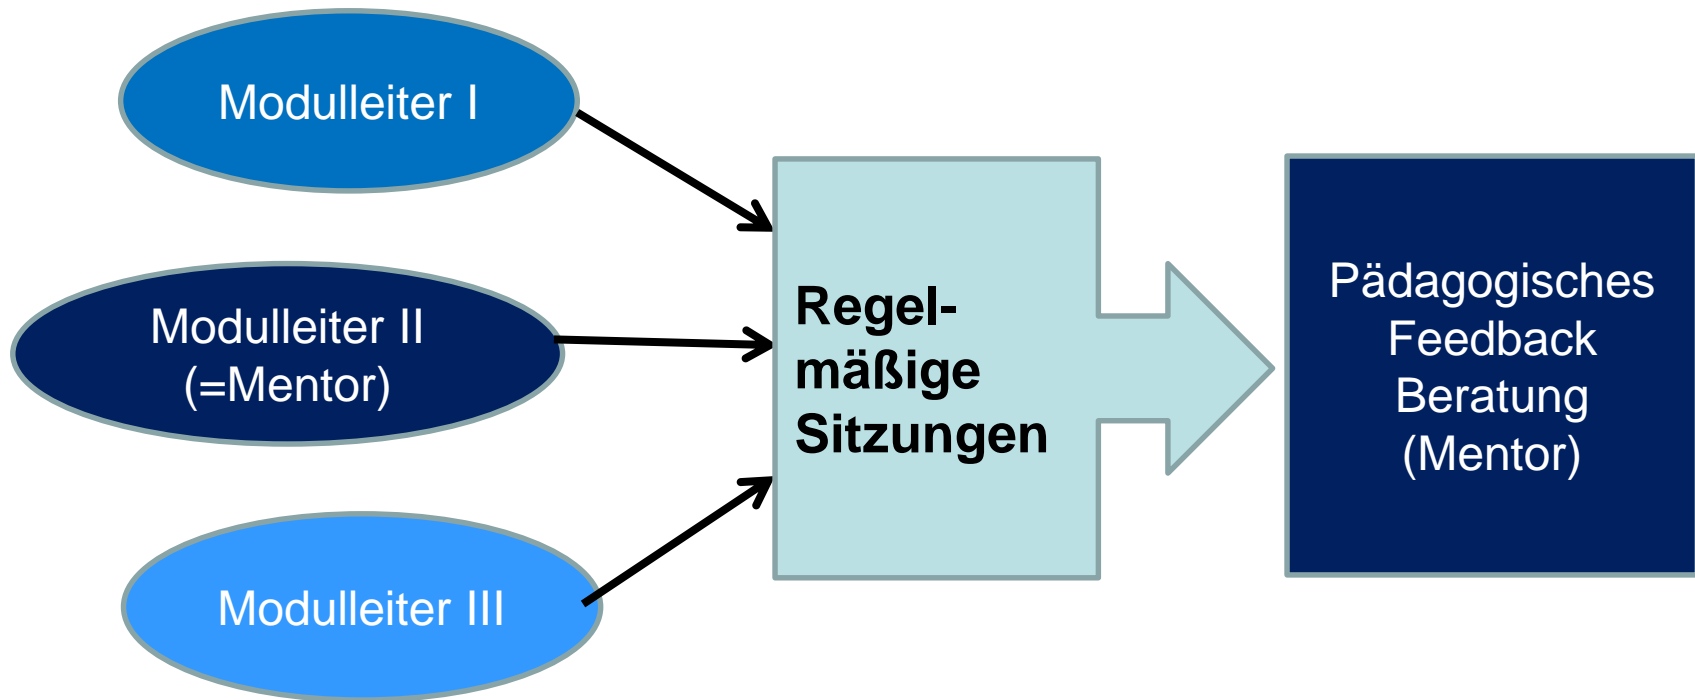 Modulleiter I
Modulleiter II
(=Mentor)
Modulleiter III
Regel-
mäßige
Sitzungen
Pädagogisches
Feedback
Beratung
(Mentor)